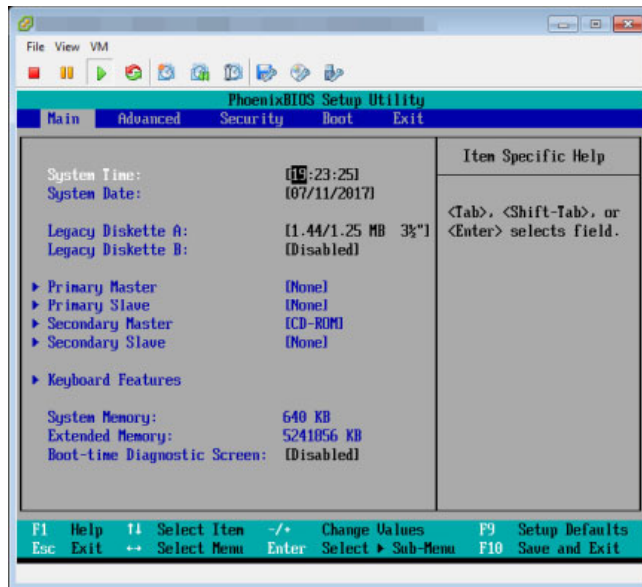 File View VM
PhoenixBIOS Setup Utility
Main Advanced Security Boot Exit
Item Specific Help
System Time: [19:23:25]
System Date: [07/11/2017]
<Tab>, <Shift-Tab>, or
<Enter> selects field.
Legacy Diskette A: [1.44/1.25 MB 3½"]
Legacy Diskette B: [Disabled]
▶ Primary Master [None]
▶ Primary Slave [None]
▶ Secondary Master [CD-ROM]
▶ Secondary Slave [None]
▶ Keyboard Features
System Memory: 640 KB
Extended Memory: 5241856 KB
Boot-time Diagnostic Screen: [Disabled]
F1 Help ↑↓ Select Item -/+ Change Values F9 Setup Defaults
Esc Exit ↔ Select Menu Enter Select ▶ Sub-Menu F10 Save and Exit